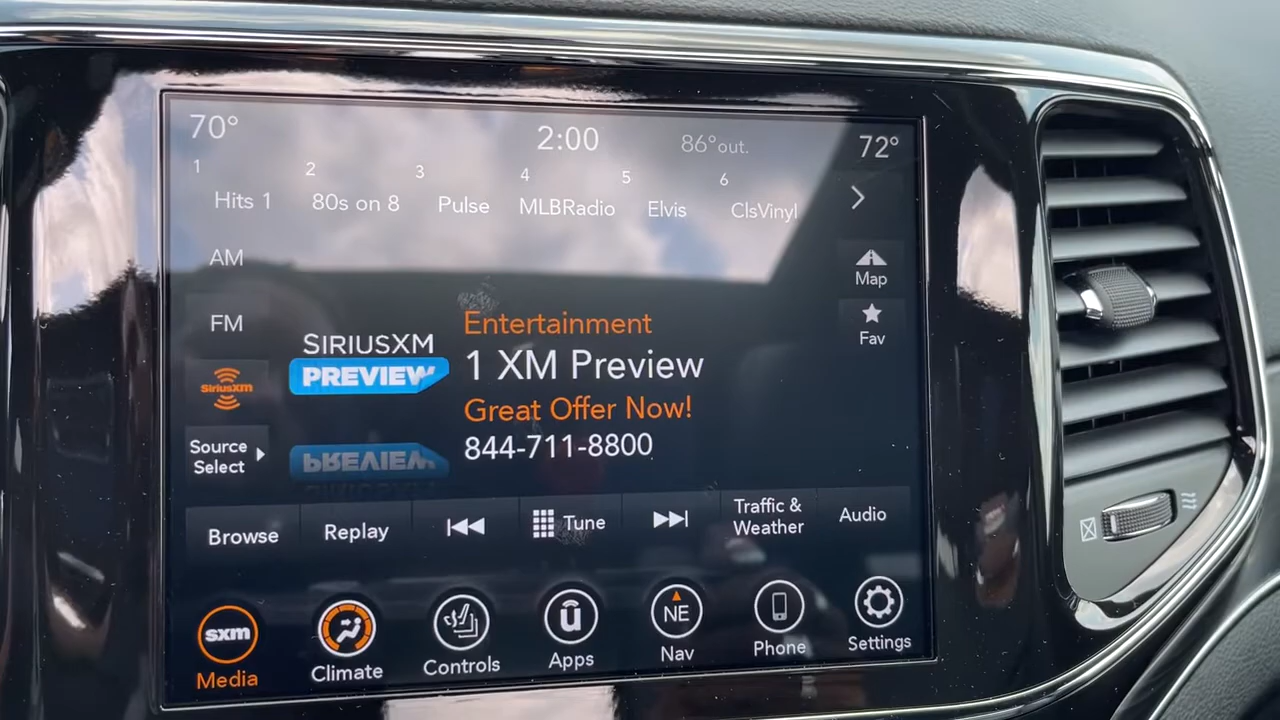 70° 2:00 86°out. 72°
1 2 3 4 5 6
Hits 1 80s on 8 Pulse MLBRadio Elvis ClsVinyl
AM
Map
FM
Fav
SIRIUSXM
PREVIEW
Entertainment
1 XM Preview
Great Offer Now!
844-711-8800
SiriusXM
Source
Select
Browse Replay Tune Traffic &
Weather Audio
sxm û NE
Media Climate Controls Apps Nav Phone Settings